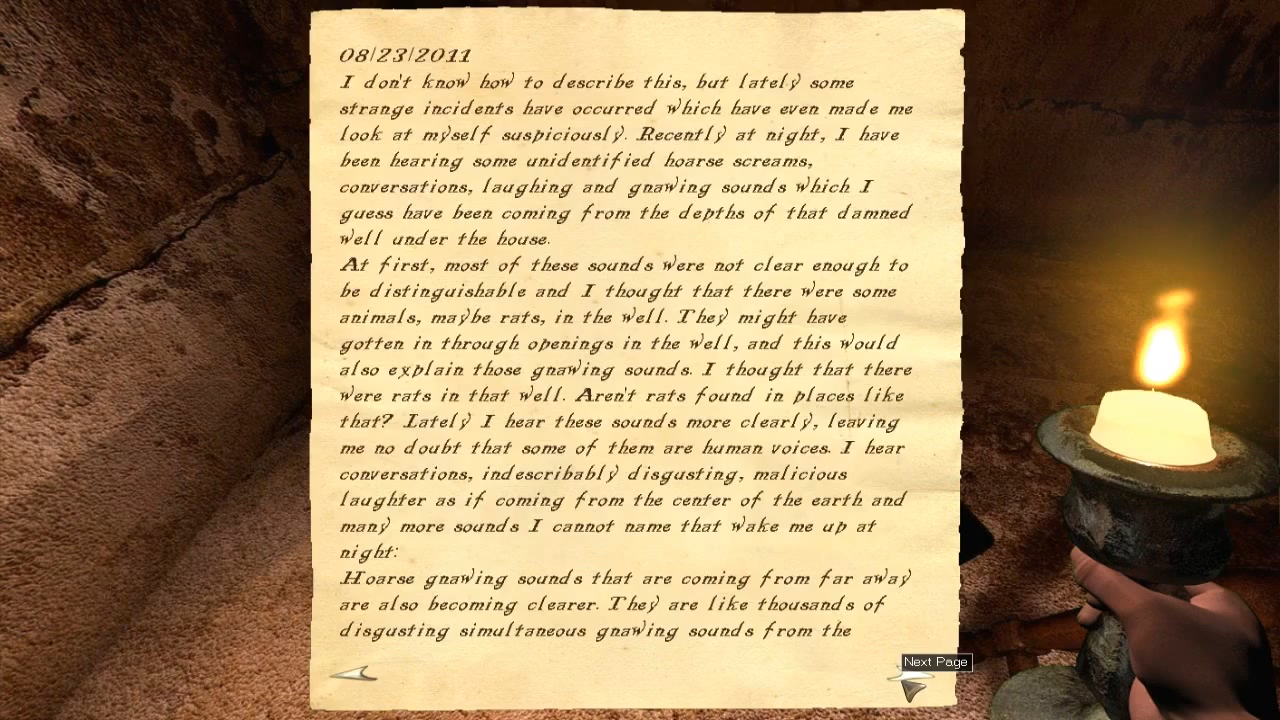 08/23/2011
I don't know how to describe this, but lately some
strange incidents have occurred which have even made me
look at myself suspiciously. Recently at night, I have
been hearing some unidentified hoarse screams,
conversations, laughing and gnawing sounds which I
guess have been coming from the depths of that damned
well under the house.
At first, most of these sounds were not clear enough to
be distinguishable and I thought that there were some
animals, maybe rats, in the well. They might have
gotten in through openings in the well, and this would
also explain those gnawing sounds. I thought that there
were rats in that well. Aren't rats found in places like
that? Lately I hear these sounds more clearly, leaving
me no doubt that some of them are human voices. I hear
conversations, indescribably disgusting, malicious
laughter as if coming from the center of the earth and
many more sounds I cannot name that wake me up at
night:
Hoarse gnawing sounds that are coming from far away
are also becoming clearer. They are like thousands of
disgusting simultaneous gnawing sounds from the
Next Page